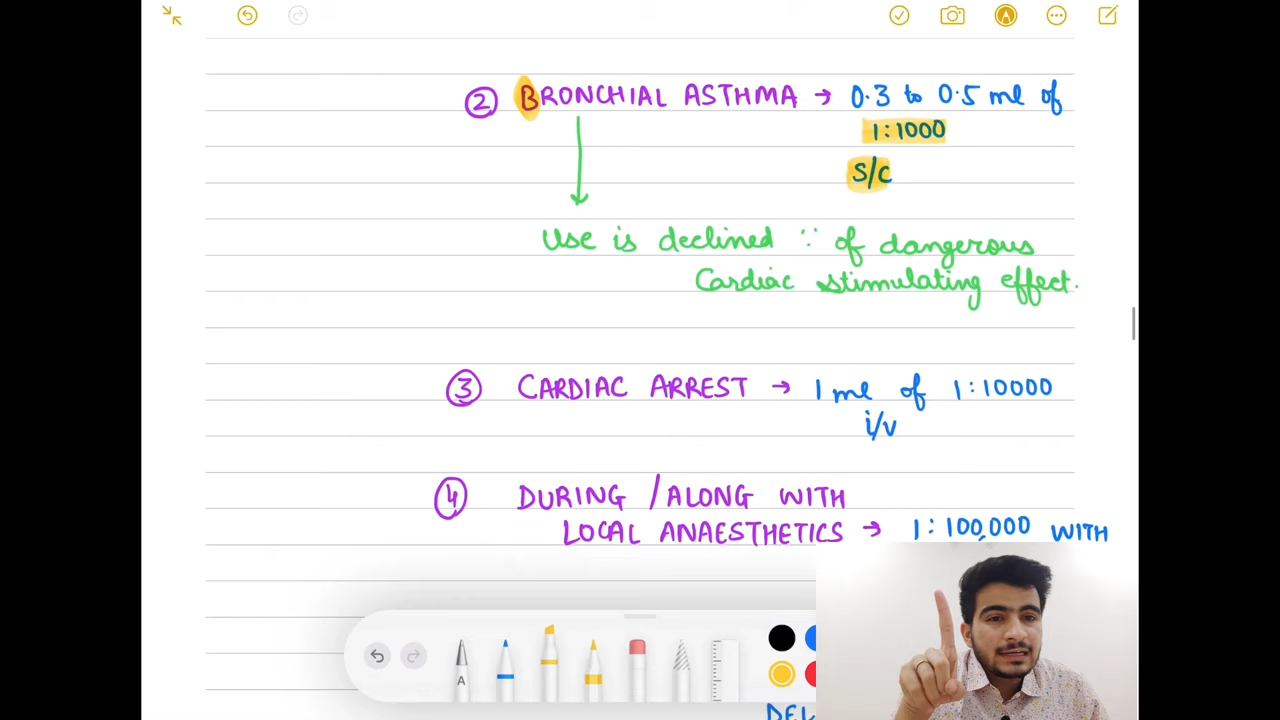 ② BRONCHIAL ASTHMA → 0.3 to 0.5 ml of
1:1000
S/C
Use is declined ∵ of dangerous
Cardiac stimulating effect.
③ CARDIAC ARREST → 1 ml of 1:10000
i/v
④ DURING / ALONG WITH
LOCAL ANAESTHETICS → 1:100,000 WITH
A
DEL